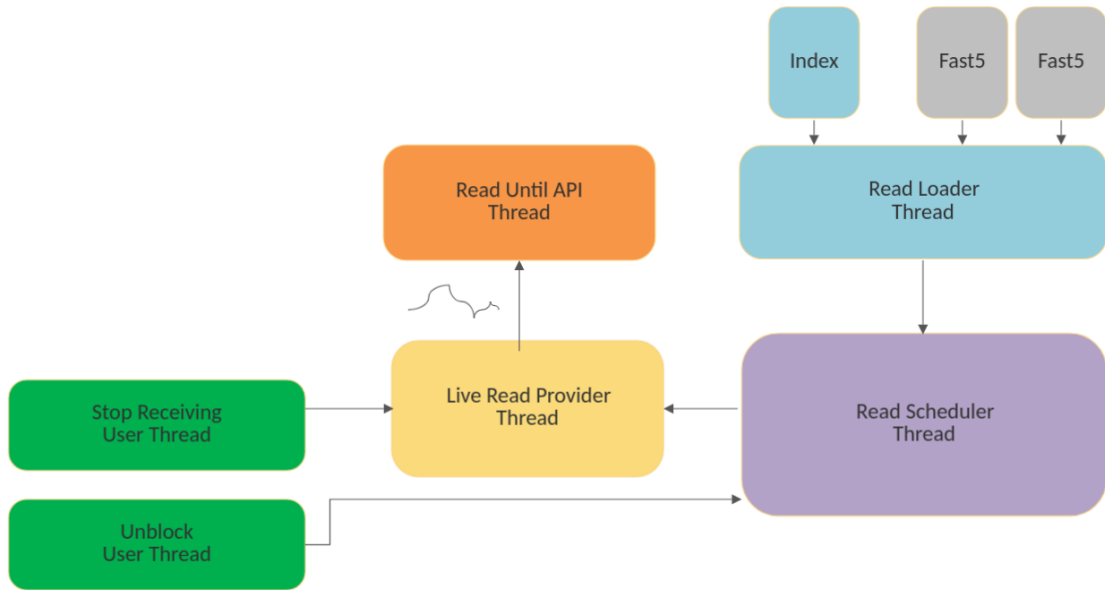 Index
Fast5
Fast5
Read Until API
Thread
Read Loader
Thread
Live Read Provider
Thread
Read Scheduler
Thread
Stop Receiving
User Thread
Unblock
User Thread